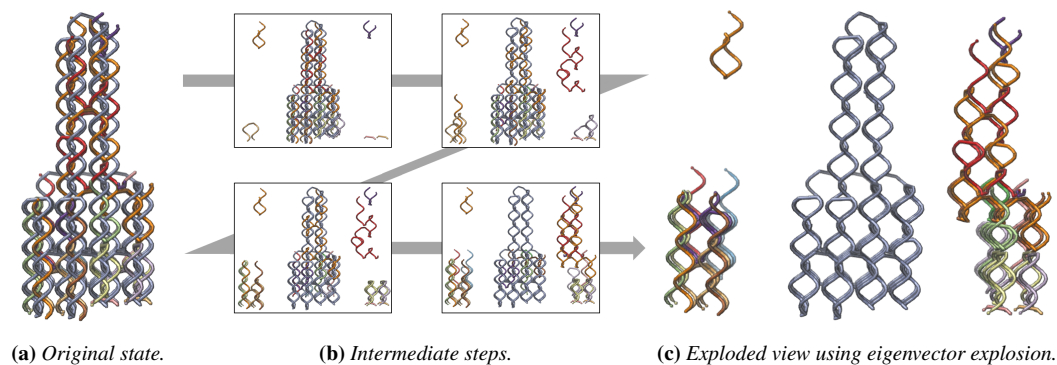 (a) Original state.
(b) Intermediate steps.
(c) Exploded view using eigenvector explosion.